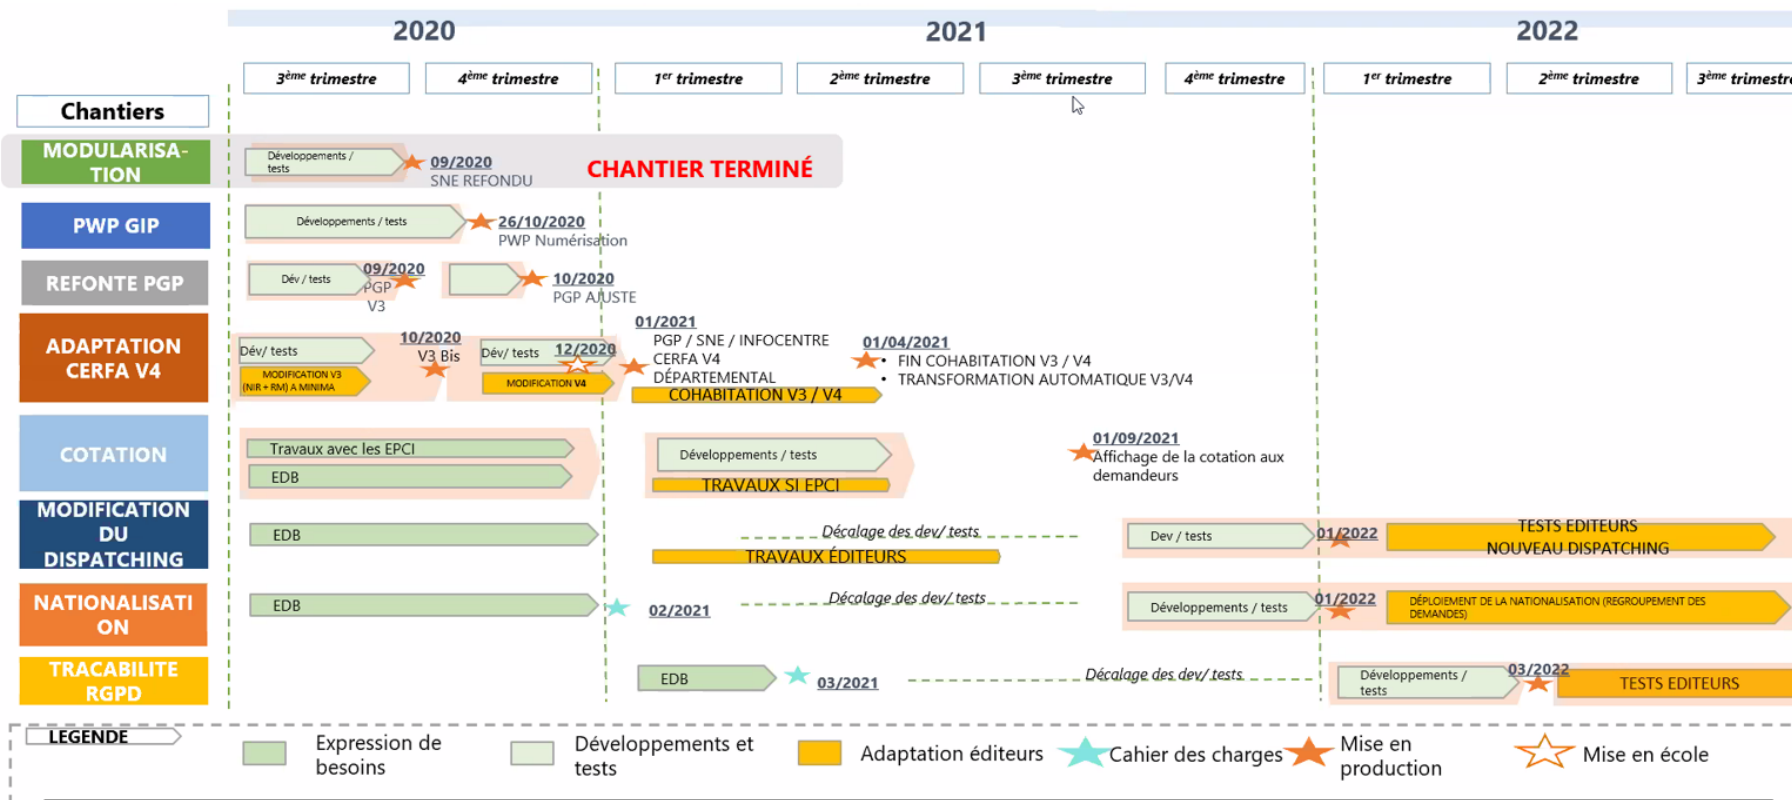 2020
2021
2022
3ème trimestre
4ème trimestre
1er trimestre
2ème trimestre
3ème trimestre
4ème trimestre
1er trimestre
2ème trimestre
3ème trimestre
Chantiers
MODULARISA-
TION
Développements /
tests
09/2020
SNE REFONDU
CHANTIER TERMINÉ
PWP GIP
Développements / tests
26/10/2020
PWP Numérisation
REFONTE PGP
Dév / tests
09/2020
PGP
V3
10/2020
PGP AJUSTE
ADAPTATION
CERFA V4
Dév/ tests
MODIFICATION V3
(NIR + RM) A MINIMA
10/2020
V3 Bis
Dév/ tests
12/2020
MODIFICATION V4
01/2021
PGP / SNE / INFOCENTRE
CERFA V4
DÉPARTEMENTAL
COHABITATION V3 / V4
01/04/2021
• FIN COHABITATION V3 / V4
• TRANSFORMATION AUTOMATIQUE V3/V4
COTATION
Travaux avec les EPCI
EDB
Développements / tests
TRAVAUX SI EPCI
01/09/2021
Affichage de la cotation aux
demandeurs
MODIFICATION
DU
DISPATCHING
EDB
Décalage des dev/ tests
TRAVAUX ÉDITEURS
Dev / tests
01/2022
TESTS EDITEURS
NOUVEAU DISPATCHING
NATIONALISATI
ON
EDB
02/2021
Décalage des dev/ tests
Développements / tests
01/2022
DÉPLOIEMENT DE LA NATIONALISATION (REGROUPEMENT DES
DEMANDES)
TRACABILITE
RGPD
EDB
03/2021
Décalage des dev/ tests
Développements /
tests
03/2022
TESTS EDITEURS
LEGENDE
Expression de
besoins
Développements et
tests
Adaptation éditeurs
Cahier des charges
Mise en
production
Mise en école